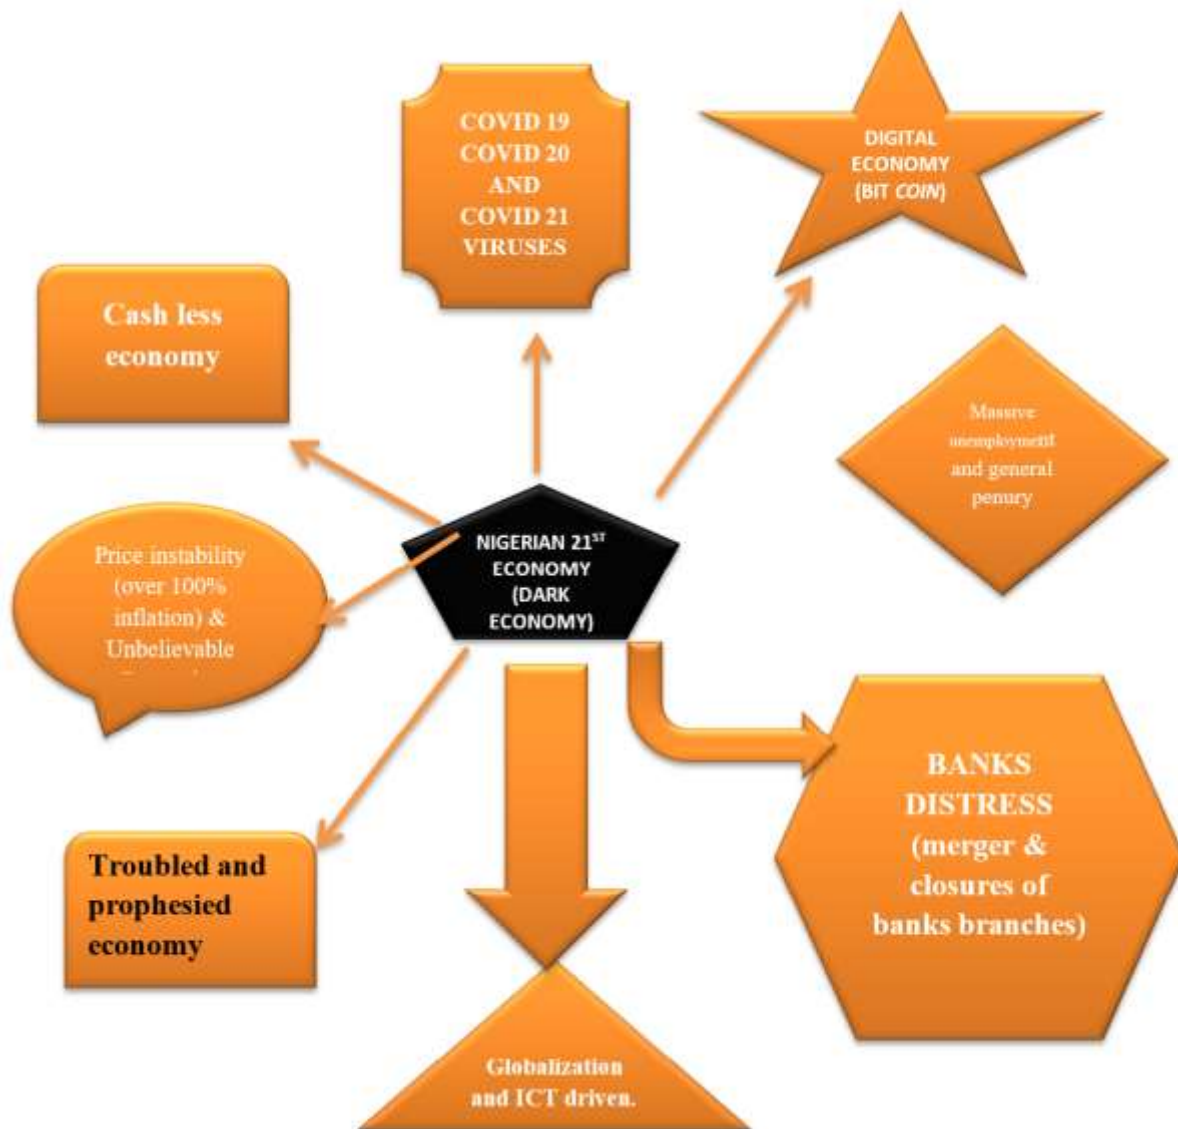 COVID 19
COVID 20
AND
COVID 21
VIRUSES
DIGITAL
ECONOMY
(BIT COIN)
Cash less
economy
Massive
unemployment
and general
penury
NIGERIAN 21ST
ECONOMY
(DARK
ECONOMY)
Price instability
(over 100%
inflation) &
Unbelievable
BANKS
DISTRESS
(merger &
closures of
banks branches)
Troubled and
prophesied
economy
Globalization
and ICT driven.